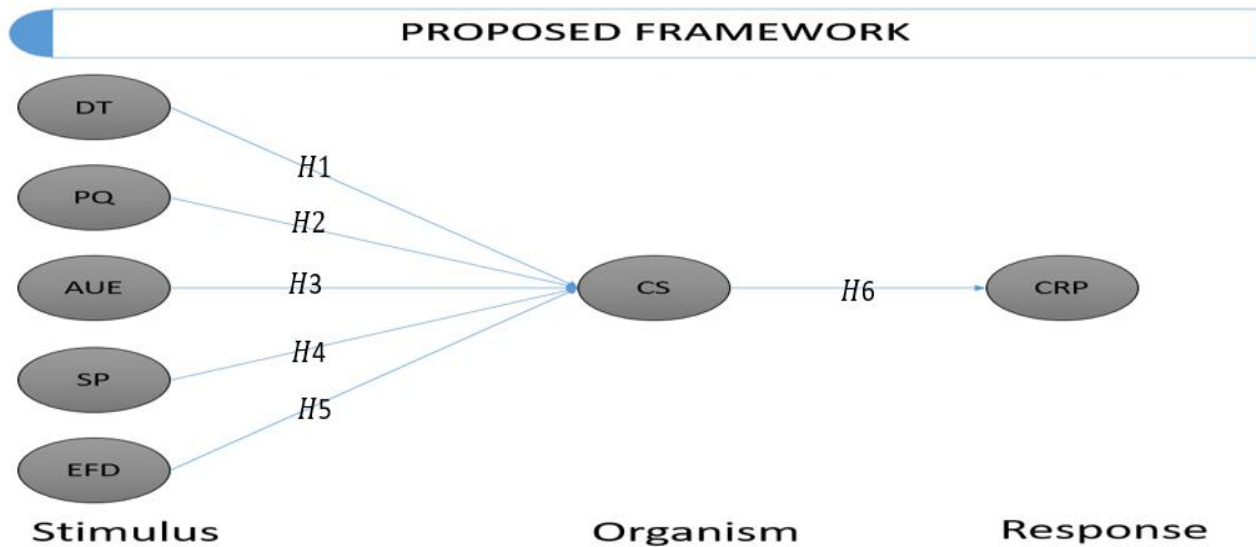 PROPOSED FRAMEWORK
DT
H1
PQ
H2
AUE
H3
CS
H6
CRP
H4
SP
H5
EFD
Stimulus
Organism
Response